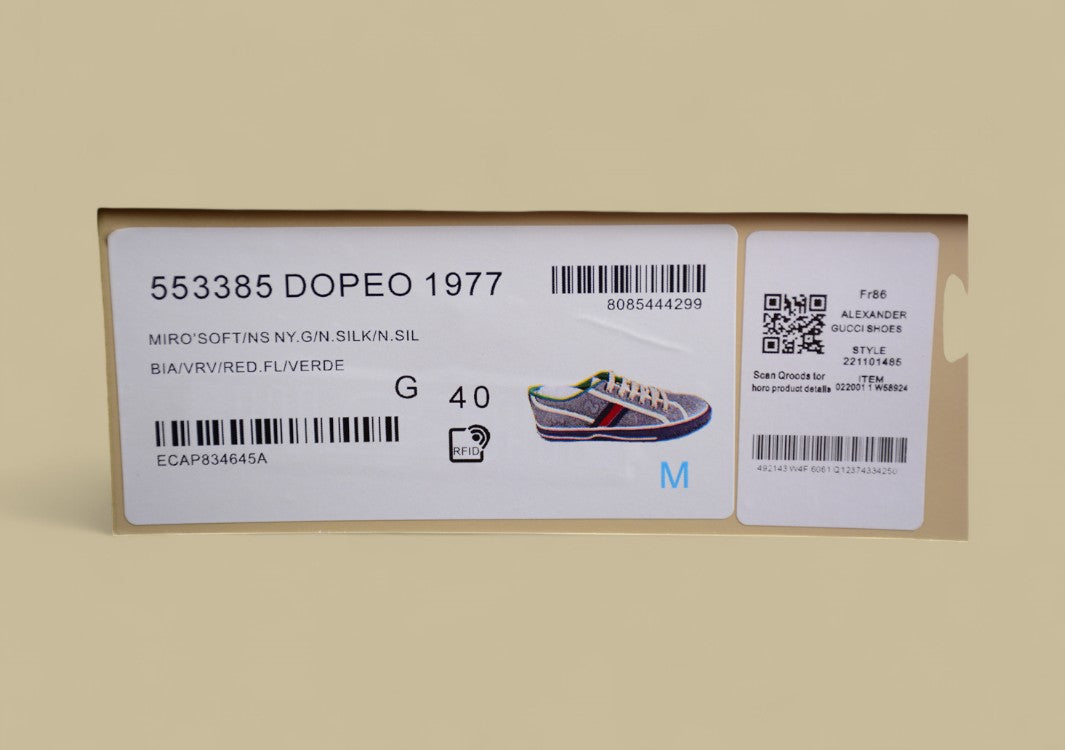 553385 DOPEO 1977
8085444299
MIRO'SOFT/NS NY.G/N.SILK/N.SIL
BIA/VRV/RED.FL/VERDE
G 40
RFID
ECAP834645A
M
Fr86
ALEXANDER
GUCCI SHOES
STYLE
221101485
Scan Qroods tor
horo product details
ITEM
022001 1 W58924
492143 W4F 6061 Q12374334250